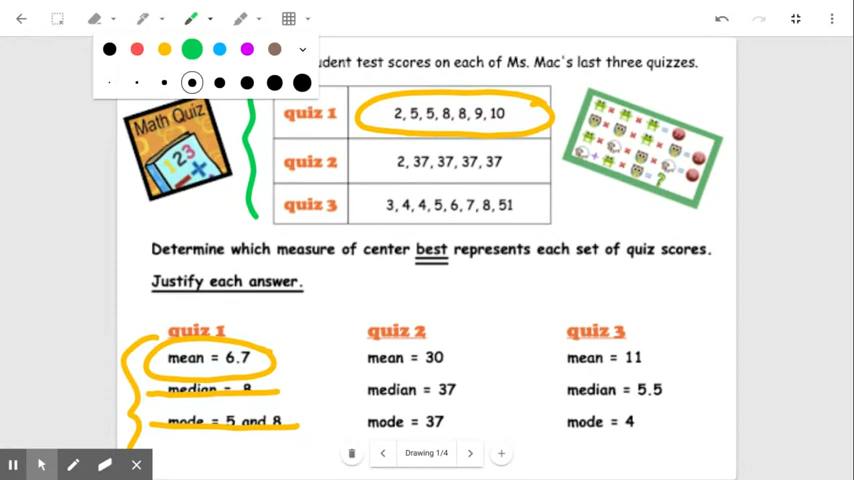 udent test scores on each of Ms. Mac's last three quizzes.
Math Quiz
123
quiz 1 2, 5, 5, 8, 8, 9, 10
quiz 2 2, 37, 37, 37, 37
quiz 3 3, 4, 4, 5, 6, 7, 8, 51
Determine which measure of center best represents each set of quiz scores.
Justify each answer.
quiz 1 quiz 2 quiz 3
mean = 6.7 mean = 30 mean = 11
median = 8 median = 37 median = 5.5
mode = 5 and 8 mode = 37 mode = 4
Drawing 1/4